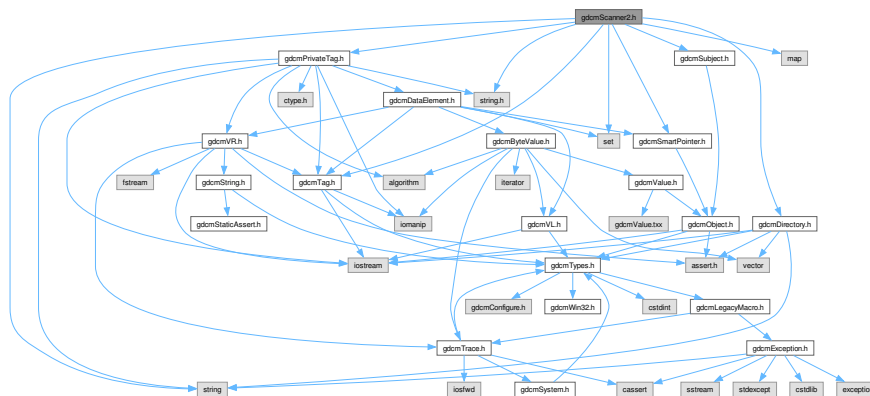 gdcmScanner2.h
gdcmPrivateTag.h
gdcmSubject.h
map
ctype.h
gdcmDataElement.h
string.h
gdcmVR.h
gdcmByteValue.h
set
gdcmSmartPointer.h
fstream
gdcmString.h
gdcmTag.h
algorithm
iterator
gdcmValue.h
gdcmStaticAssert.h
iomanip
gdcmVL.h
gdcmValue.txx
gdcmObject.h
gdcmDirectory.h
iostream
gdcmTypes.h
assert.h
vector
gdcmConfigure.h
gdcmWin32.h
cstdint
gdcmLegacyMacro.h
gdcmTrace.h
gdcmException.h
string
iosfwd
gdcmSystem.h
cassert
sstream
stdexcept
cstdlib
exception